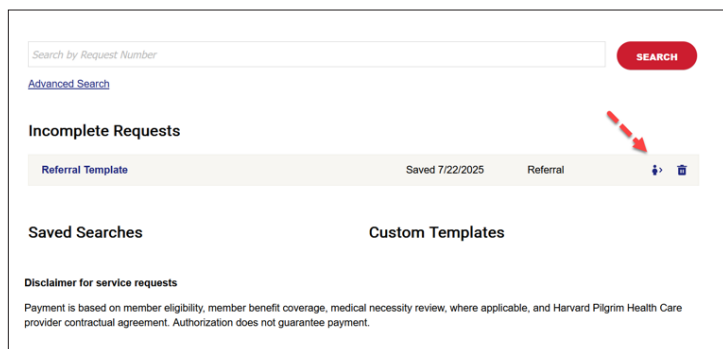 Search by Request Number
SEARCH
Advanced Search
Incomplete Requests
Referral Template Saved 7/22/2025 Referral
Saved Searches Custom Templates
Disclaimer for service requests
Payment is based on member eligibility, member benefit coverage, medical necessity review, where applicable, and Harvard Pilgrim Health Care
provider contractual agreement. Authorization does not guarantee payment.